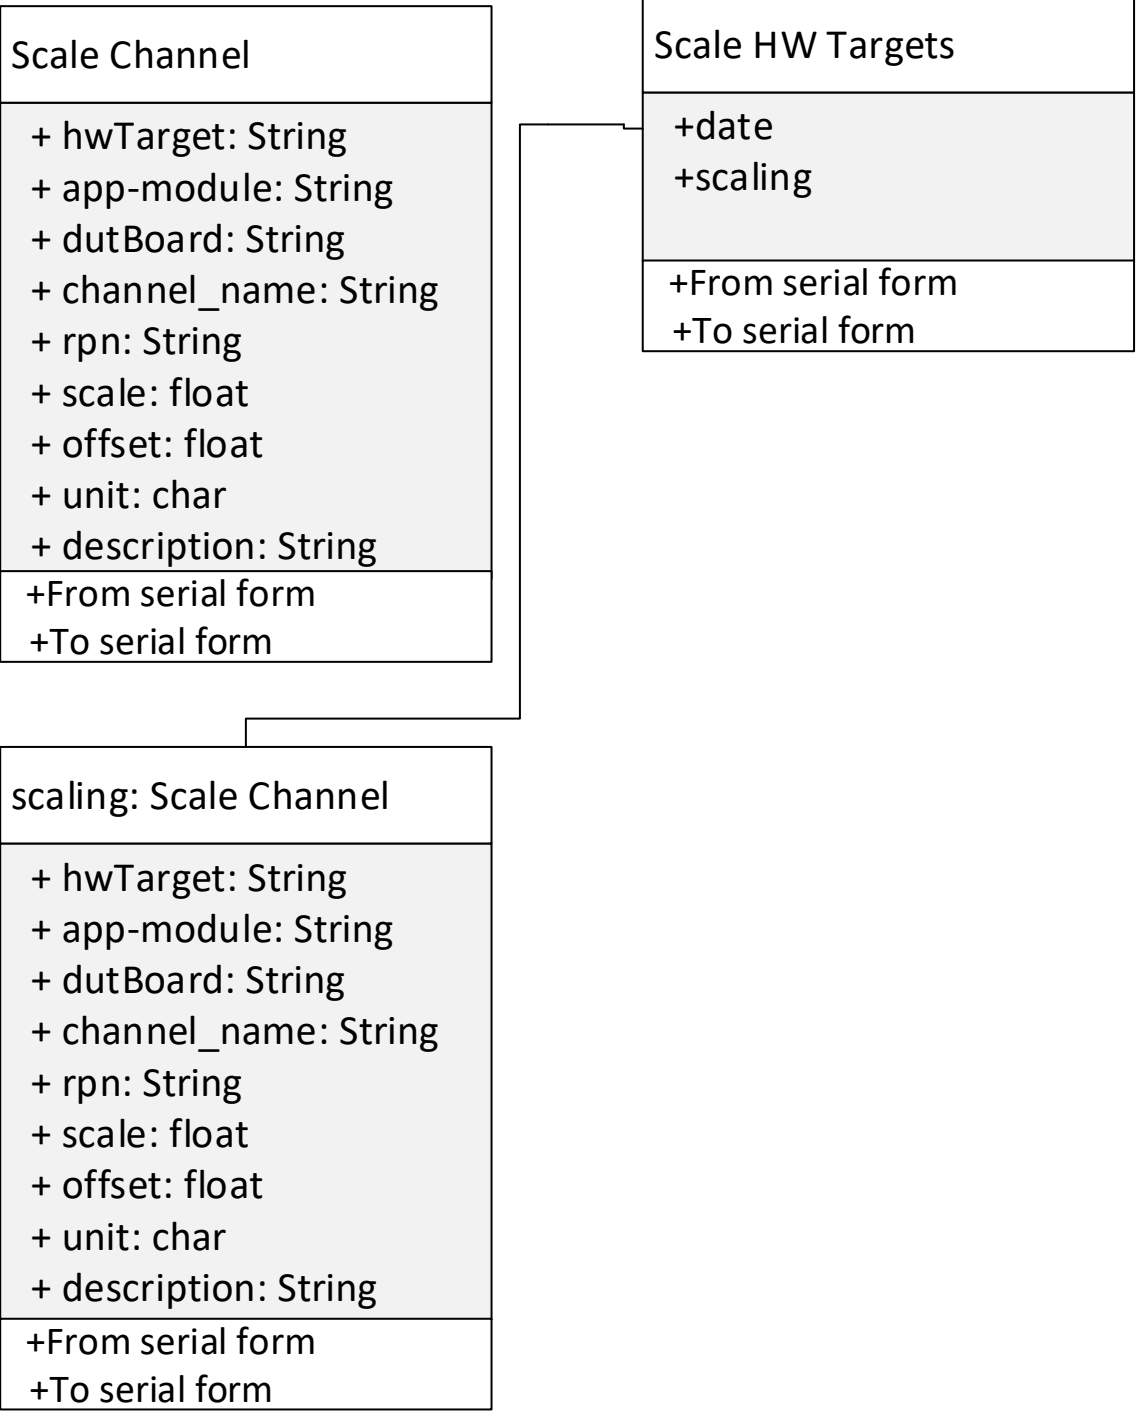 Scale Channel
+ hwTarget: String
+ app-module: String
+ dutBoard: String
+ channel_name: String
+ rpn: String
+ scale: float
+ offset: float
+ unit: char
+ description: String
+From serial form
+To serial form
Scale HW Targets
+date
+scaling
+From serial form
+To serial form
scaling: Scale Channel
+ hwTarget: String
+ app-module: String
+ dutBoard: String
+ channel_name: String
+ rpn: String
+ scale: float
+ offset: float
+ unit: char
+ description: String
+From serial form
+To serial form